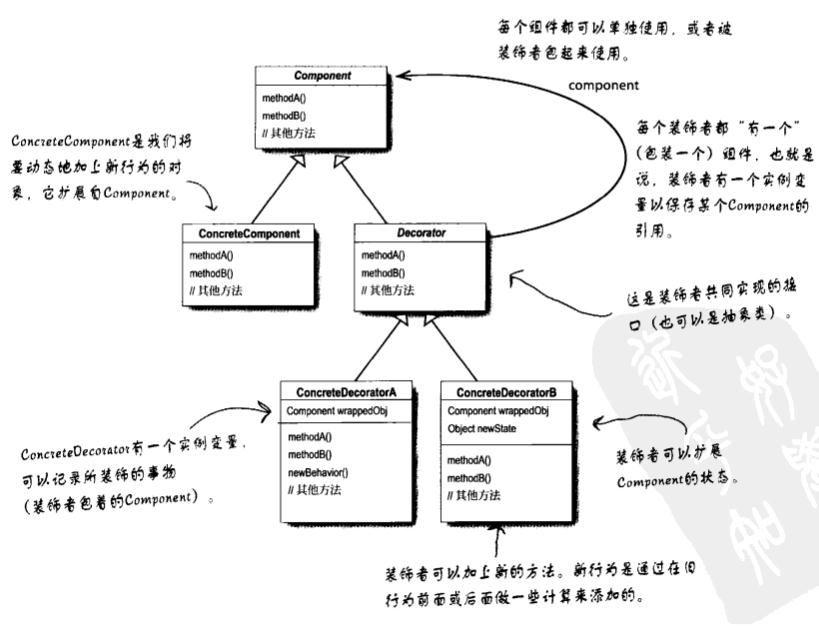 每个组件都可以单独使用，或者被
装饰者包起来使用。
Component
methodA()
methodB()
// 其他方法
component
ConcreteComponent是我们将
要动态地加上新行为的对
象，它扩展自Component。
每个装饰者都“有一个”
(包装一个) 组件，也就是
说，装饰者有一个实例变
量以保存某个Component的
引用。
ConcreteComponent
methodA()
methodB()
// 其他方法
Decorator
methodA()
methodB()
// 其他方法
这是装饰者共同实现的接
口 (也可以是抽象类) 。
ConcreteDecoratorA
Component wrappedObj
methodA()
methodB()
newBehavior()
// 其他方法
ConcreteDecoratorB
Component wrappedObj
Object newState
methodA()
methodB()
// 其他方法
ConcreteDecorator有一个实例变量，
可以记录所装饰的事物
(装饰者包着的Component) 。
装饰者可以扩展
Component的状态。
装饰者可以加上新的方法。新行为是通过在旧
行为前面或后面做一些计算来添加的。